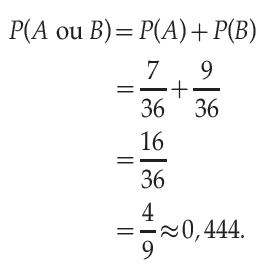 P(A ou B) = P(A) + P(B)
= 7/36 + 9/36
= 16/36
= 4/9 ≈ 0,444.